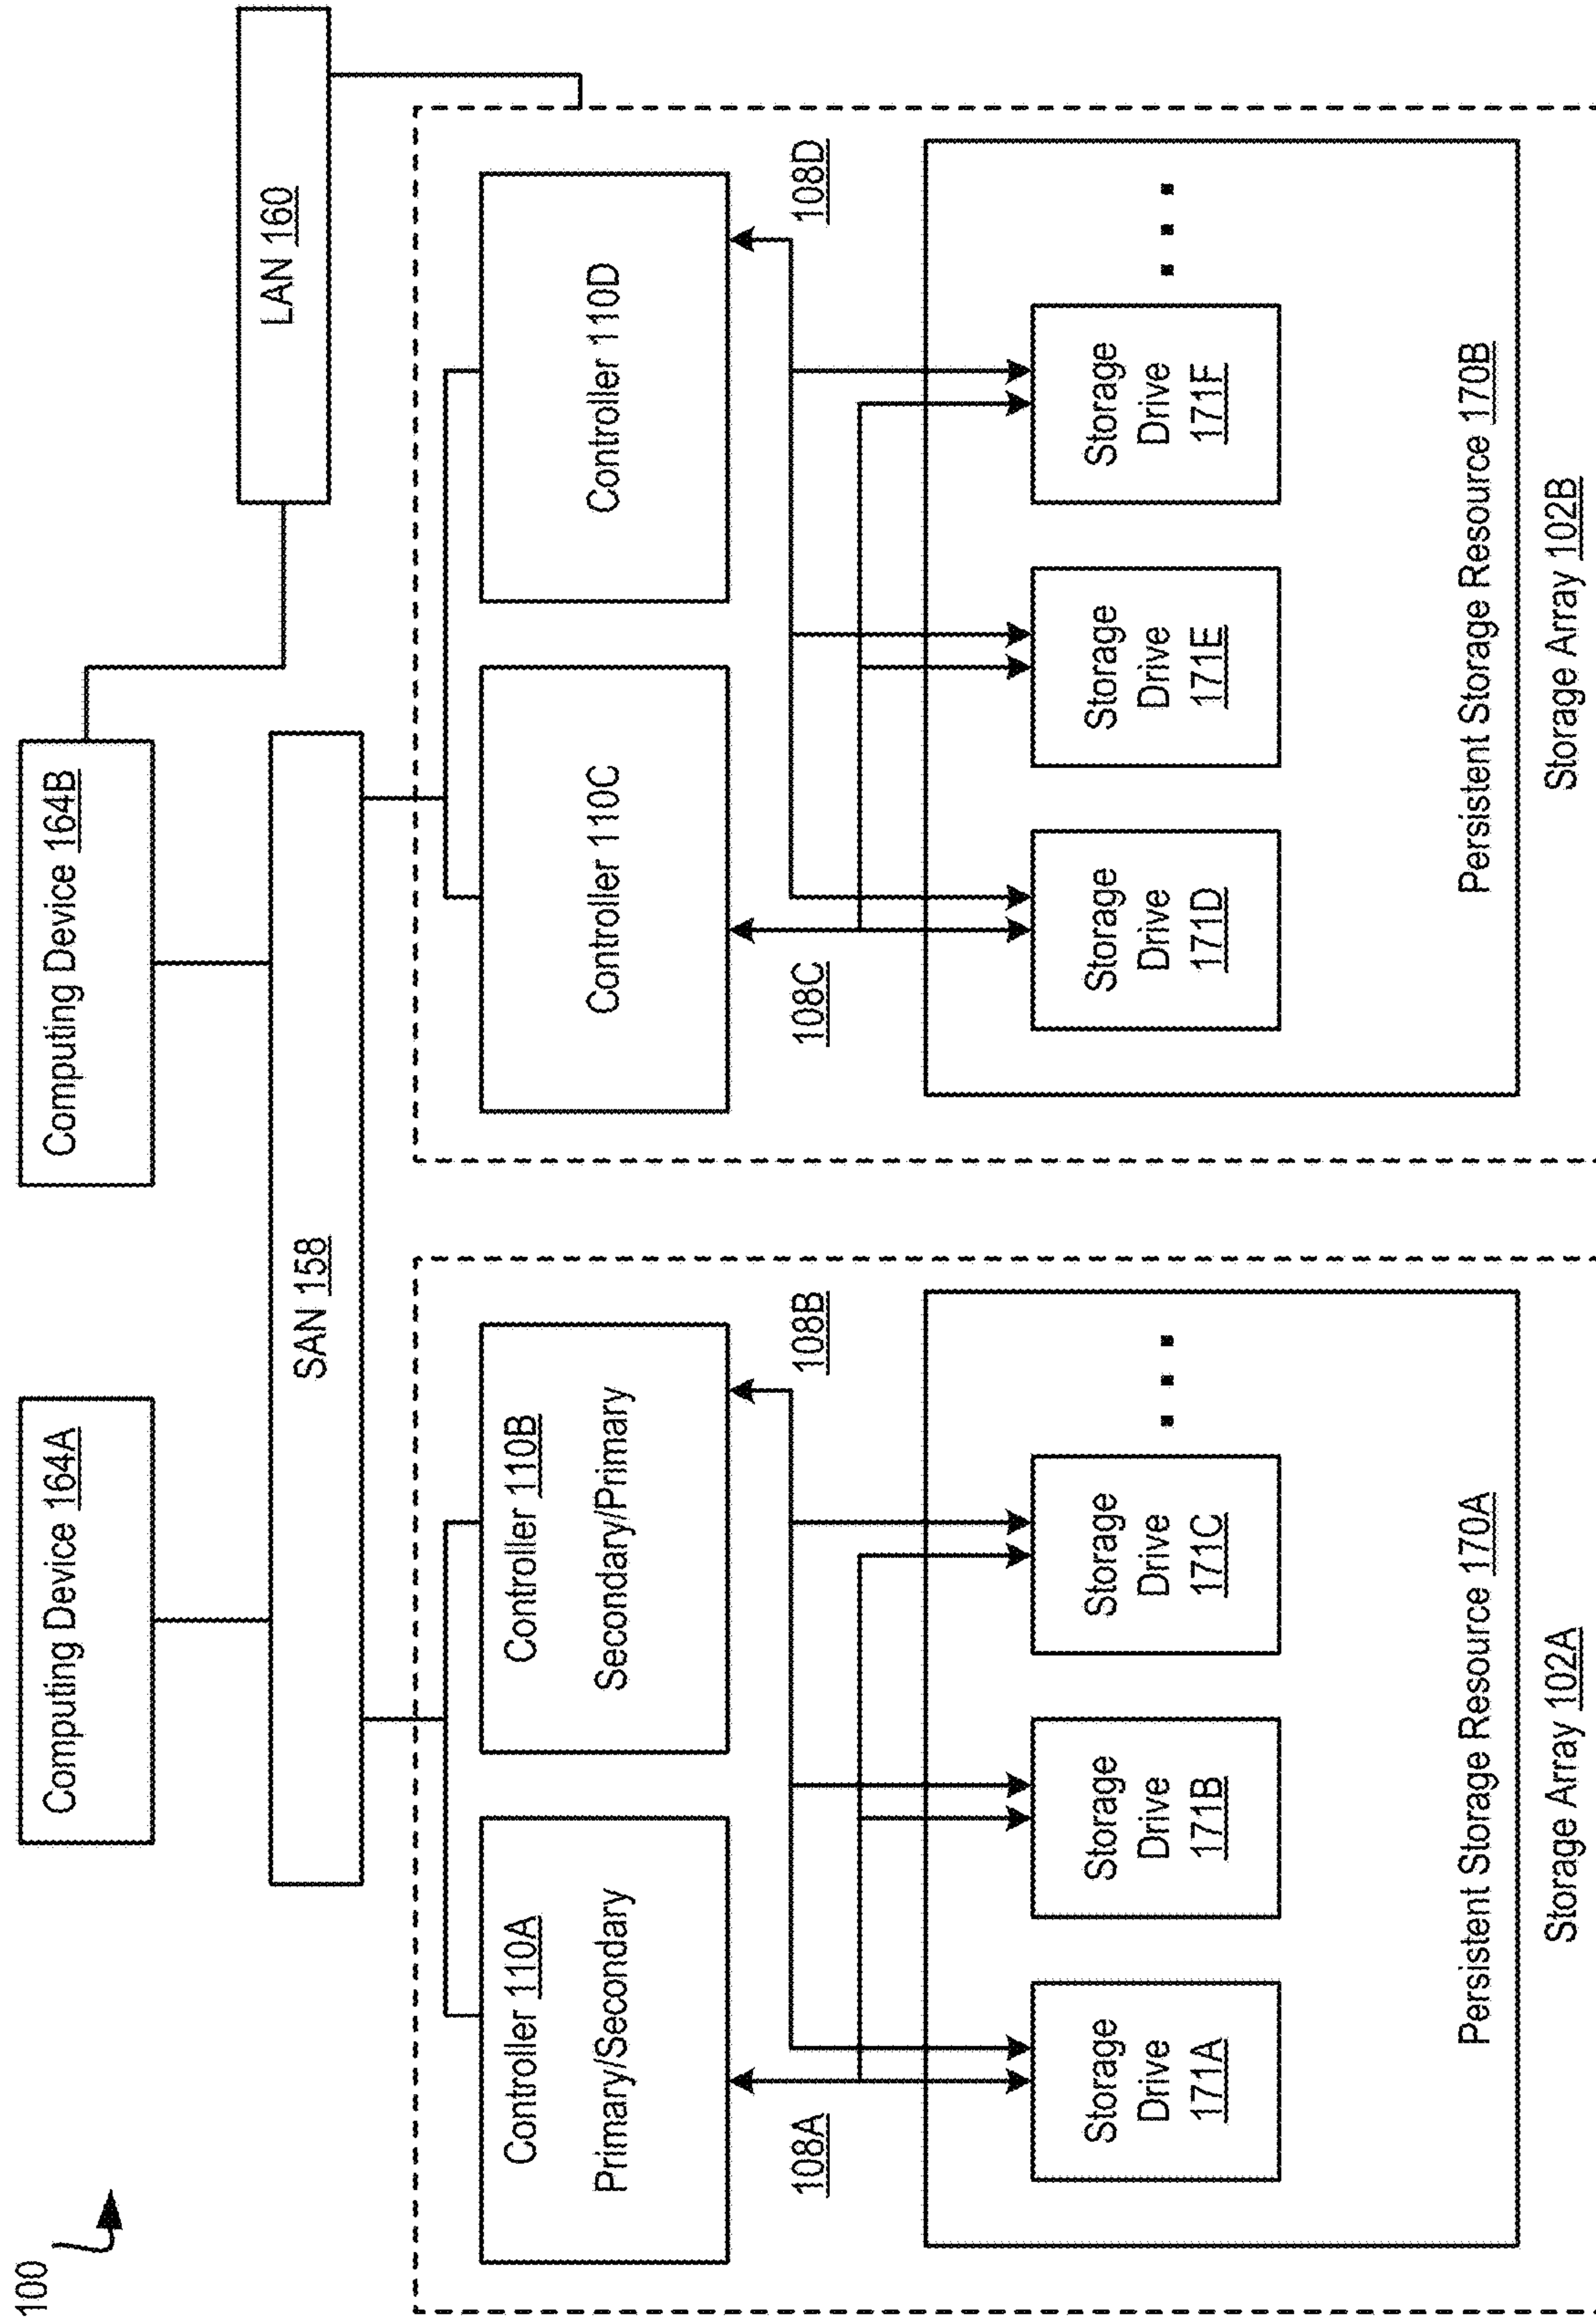 100
Computing Device 164A
Computing Device 164B
LAN 160
SAN 158
Controller 110A
Primary/Secondary
Controller 110B
Secondary/Primary
Controller 110C
Controller 110D
108A
108B
108C
108D
Storage
Drive
171A
Storage
Drive
171B
Storage
Drive
171C
Storage
Drive
171D
Storage
Drive
171E
Storage
Drive
171F
Persistent Storage Resource 170A
Persistent Storage Resource 170B
Storage Array 102A
Storage Array 102B